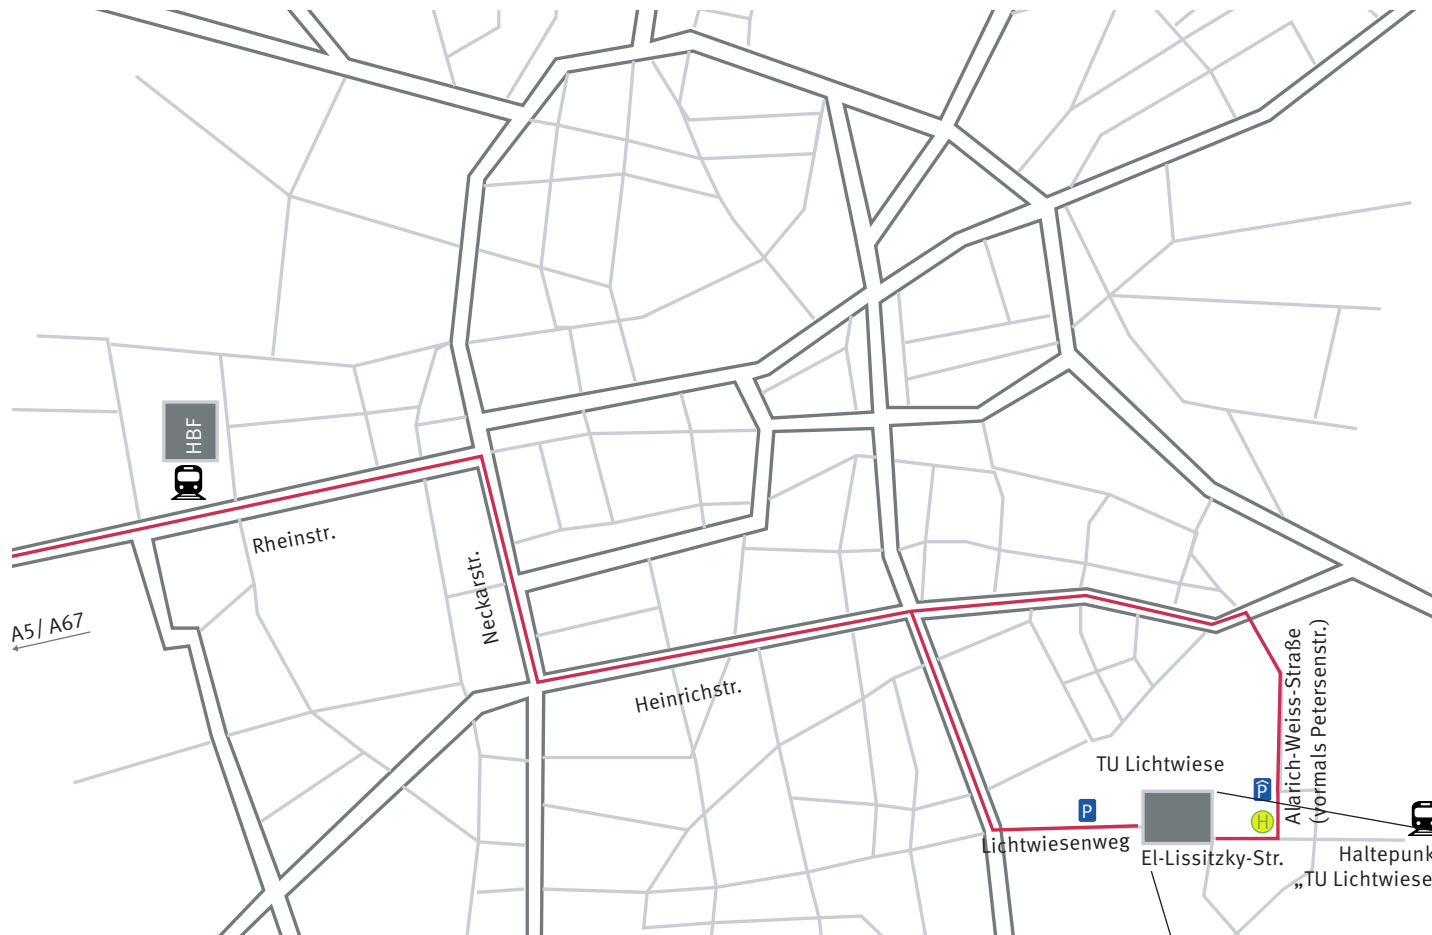 HBF
Rheinstr.
Neckarstr.
A5/ A67
Heinrichstr.
Alarich-Weiss-Straße
(vormals Petersenstr.)
TU Lichtwiese
P
P
H
Lichtwiesenweg
El-Lissitzky-Str.
Haltepunk
„TU Lichtwiese